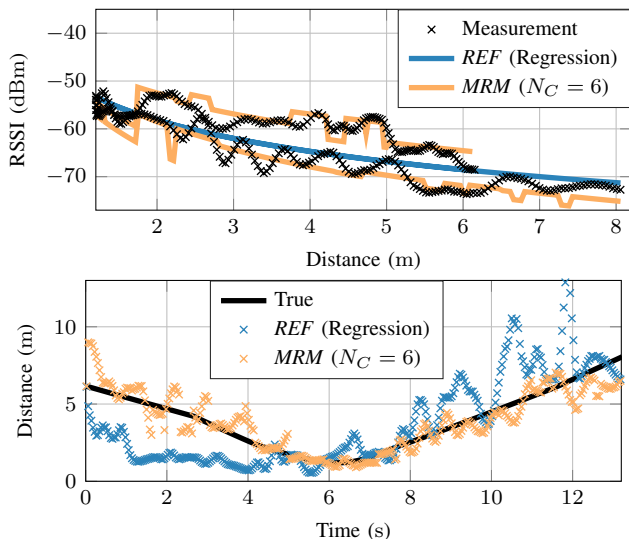 −40
−50
−60
−70
RSSI (dBm)
Measurement
REF (Regression)
MRM (N_C = 6)
2 3 4 5 6 7 8
Distance (m)
10
5
0
Distance (m)
True
REF (Regression)
MRM (N_C = 6)
0 2 4 6 8 10 12
Time (s)